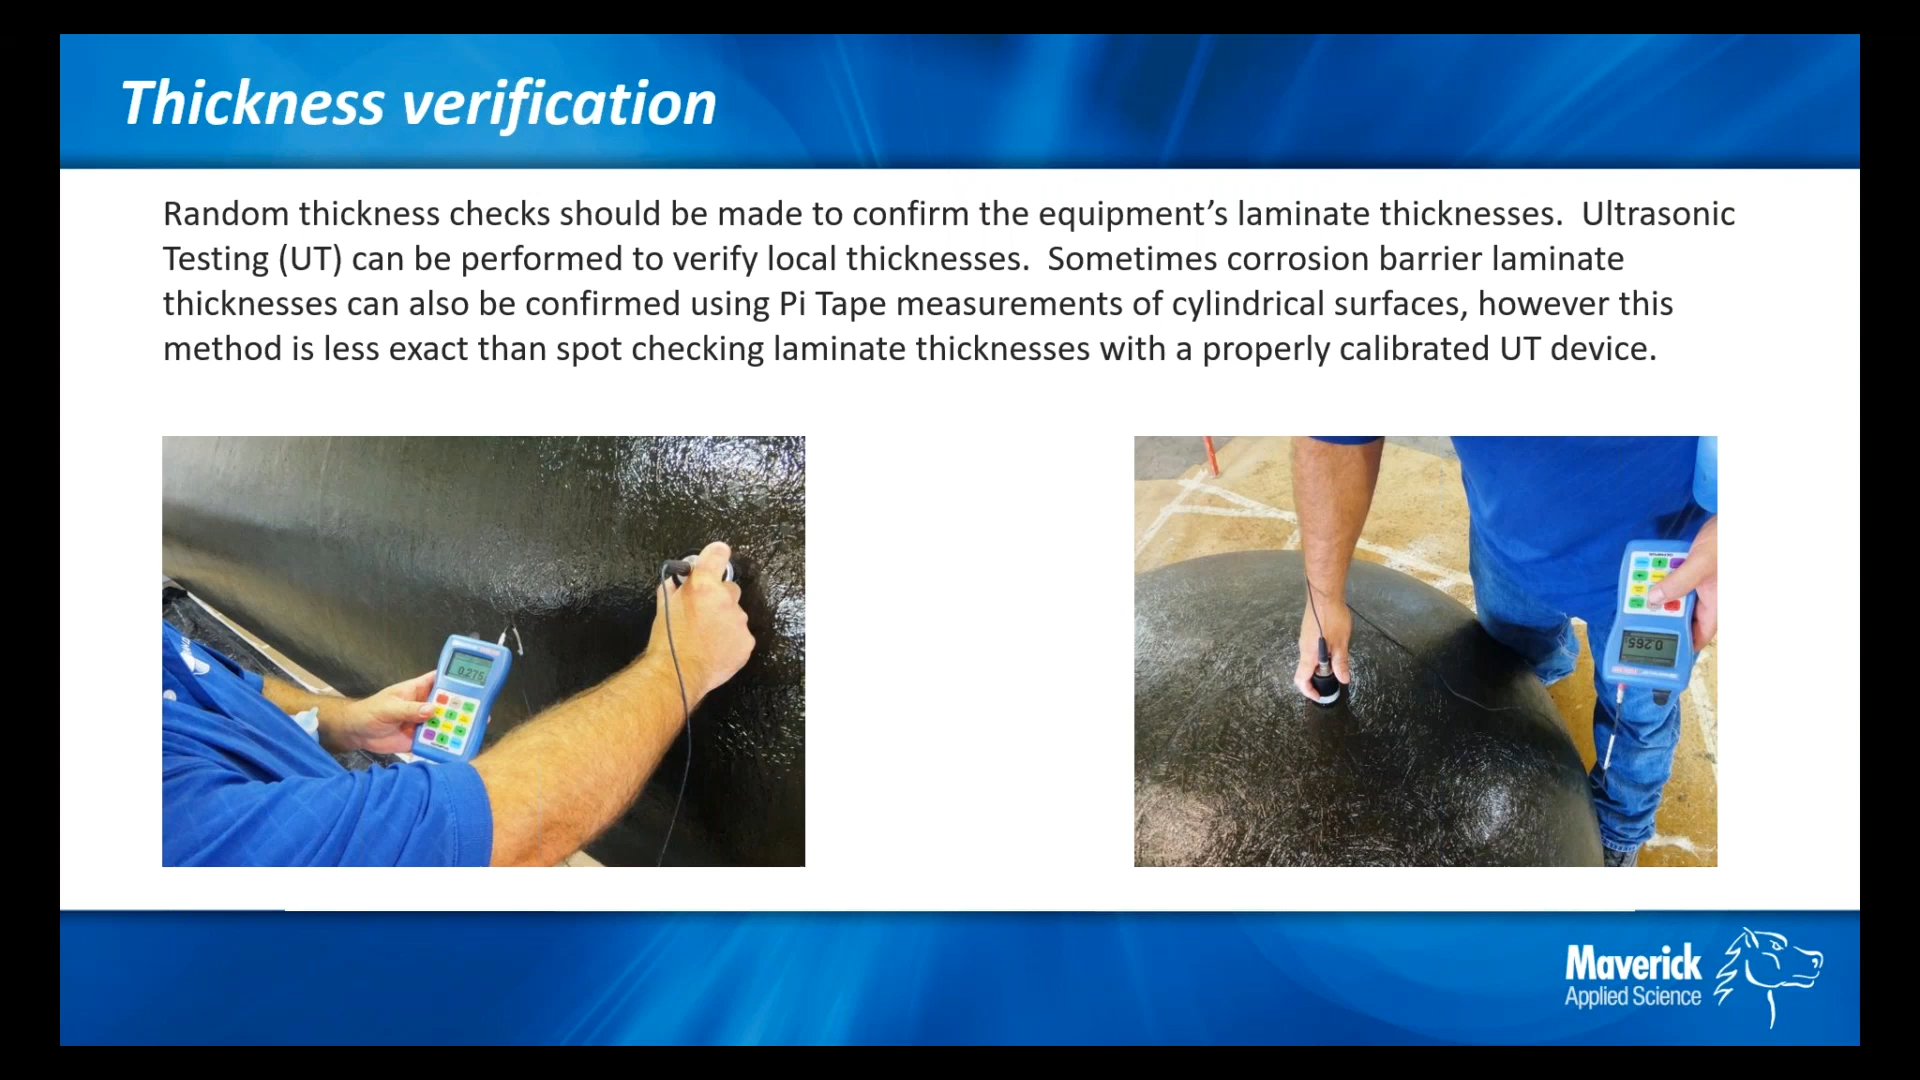 Thickness verification
Random thickness checks should be made to confirm the equipment’s laminate thicknesses.  Ultrasonic
Testing (UT) can be performed to verify local thicknesses.  Sometimes corrosion barrier laminate
thicknesses can also be confirmed using Pi Tape measurements of cylindrical surfaces, however this
method is less exact than spot checking laminate thicknesses with a properly calibrated UT device.
0.275
0.265
Maverick
Applied Science